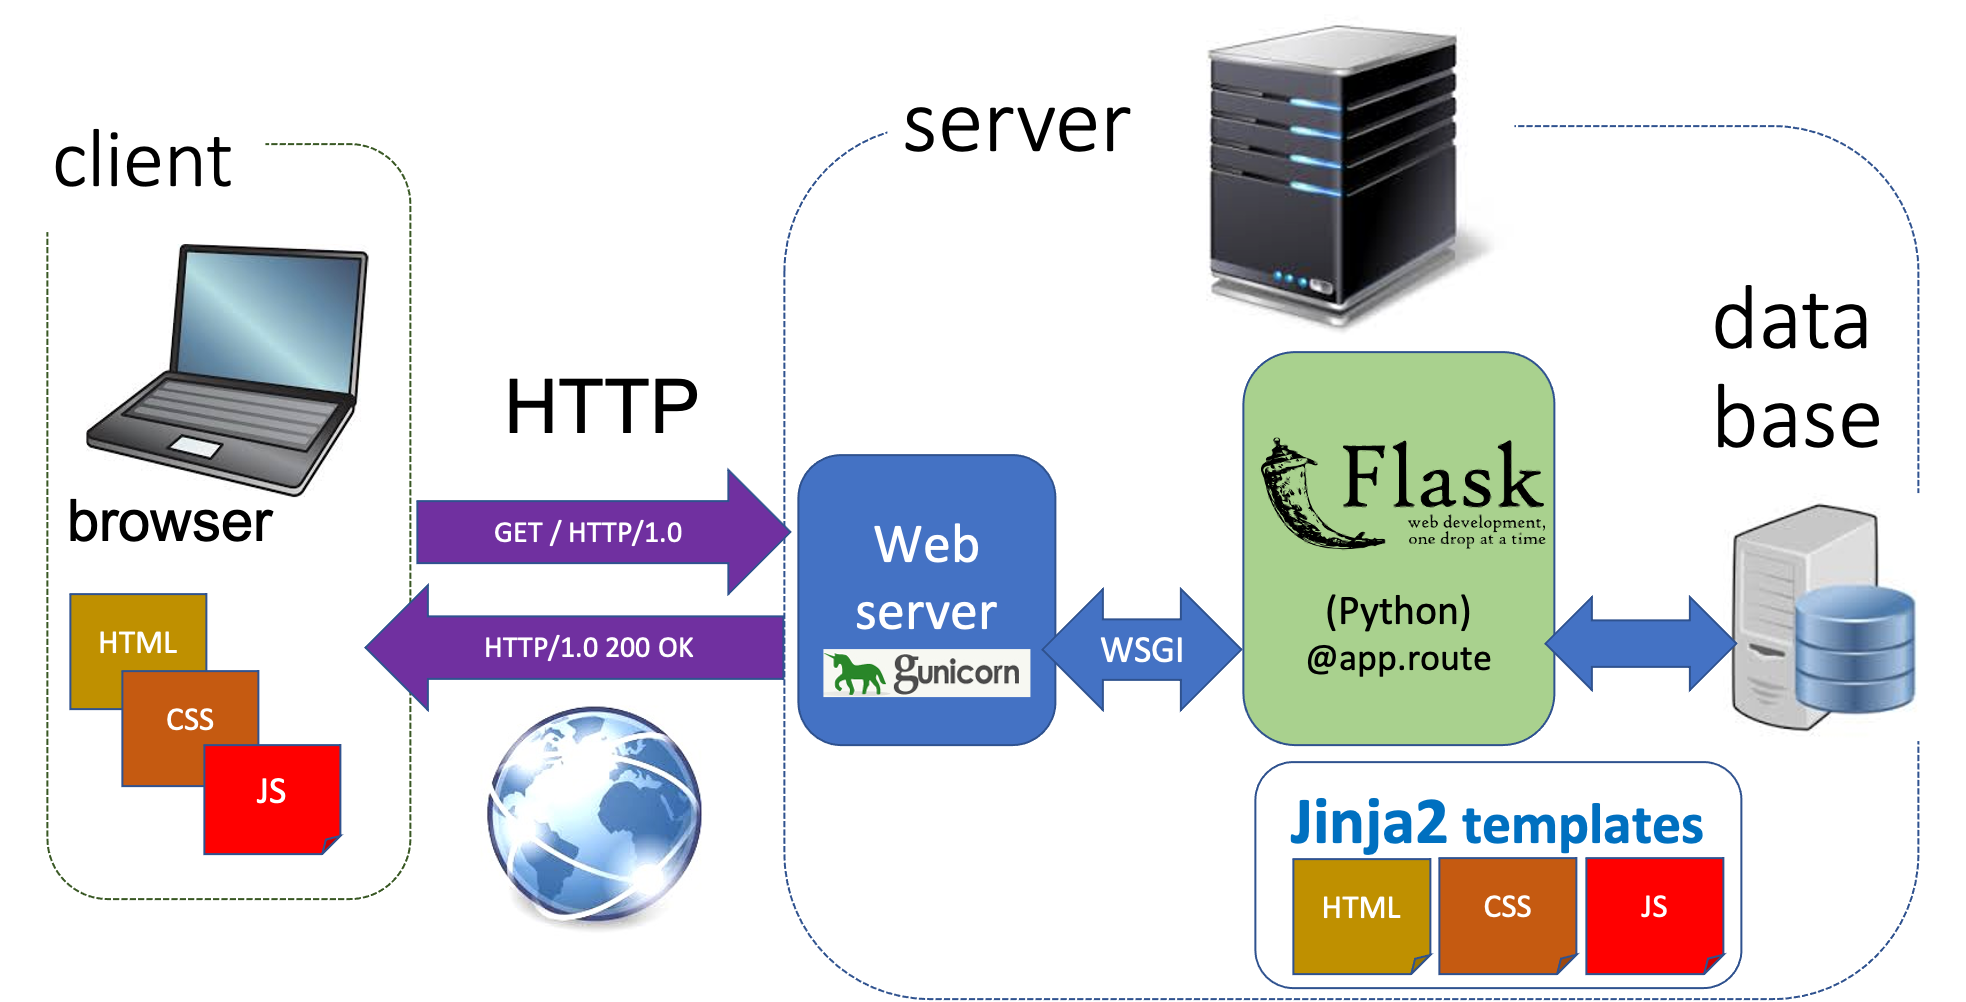 client
server
data
base
HTTP
browser
GET / HTTP/1.0
HTTP/1.0 200 OK
HTML
CSS
JS
Web
server
gunicorn
WSGI
Flask
web development,
one drop at a time
(Python)
@app.route
Jinja2 templates
HTML
CSS
JS